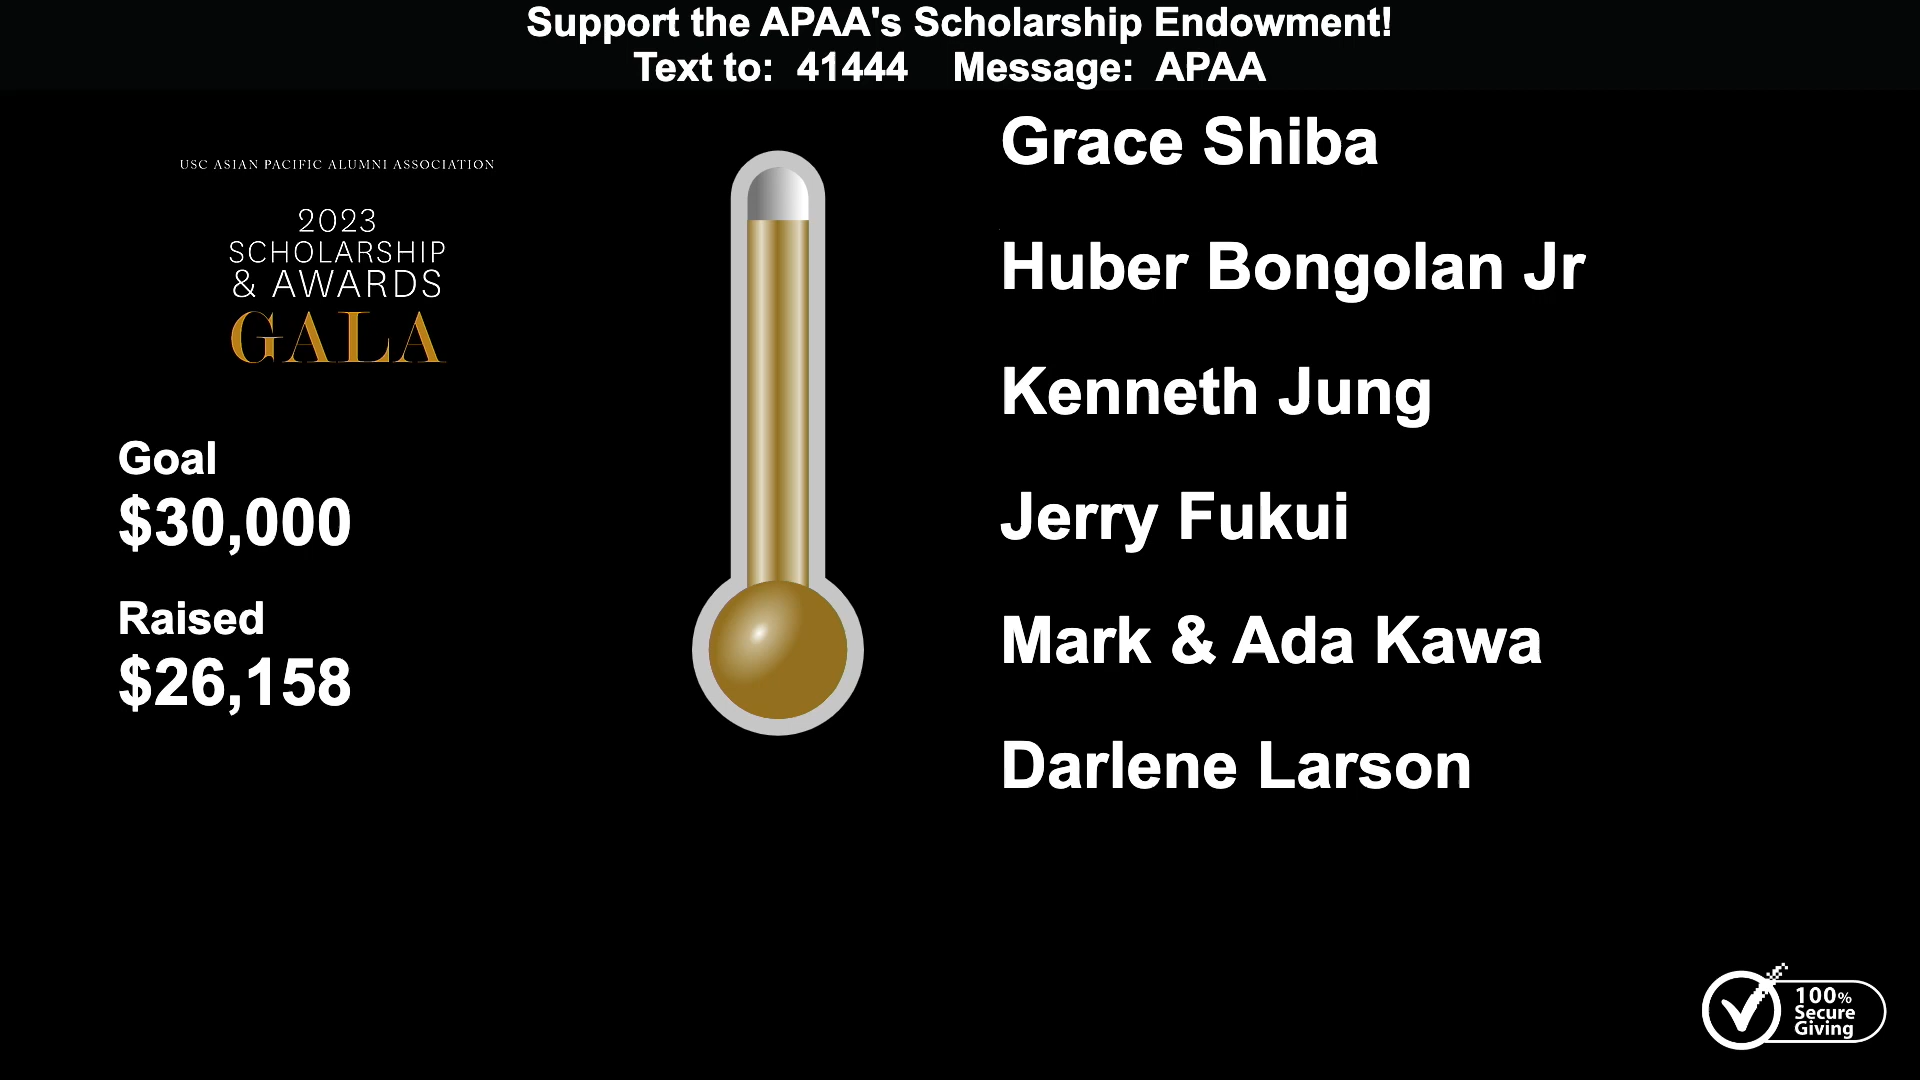 Support the APAA's Scholarship Endowment!
Text to: 41444 Message: APAA
USC ASIAN PACIFIC ALUMNI ASSOCIATION
2023
SCHOLARSHIP
& AWARDS
GALA
Goal
$30,000
Raised
$26,158
Grace Shiba
Huber Bongolan Jr
Kenneth Jung
Jerry Fukui
Mark & Ada Kawa
Darlene Larson
100%
Secure
Giving